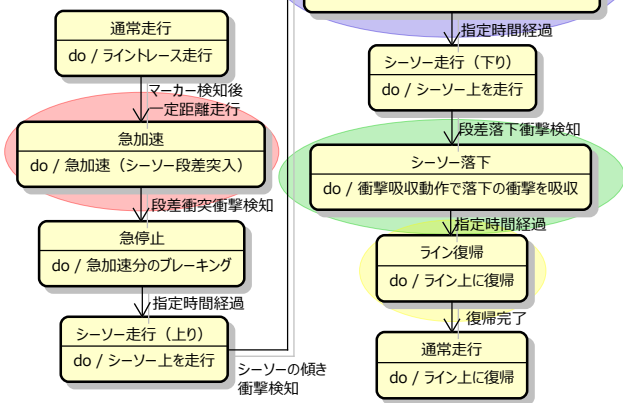 通常走行
do / ライントレース走行
マーカー検知後
一定距離走行
急加速
do / 急加速（シーソー段差突入）
段差衝突衝撃検知
急停止
do / 急加速分のブレーキング
指定時間経過
シーソー走行（上り）
do / シーソー上を走行
シーソーの傾き
衝撃検知
指定時間経過
シーソー走行（下り）
do / シーソー上を走行
段差落下衝撃検知
シーソー落下
do / 衝撃吸収動作で落下の衝撃を吸収
指定時間経過
ライン復帰
do / ライン上に復帰
復帰完了
通常走行
do / ライン上に復帰